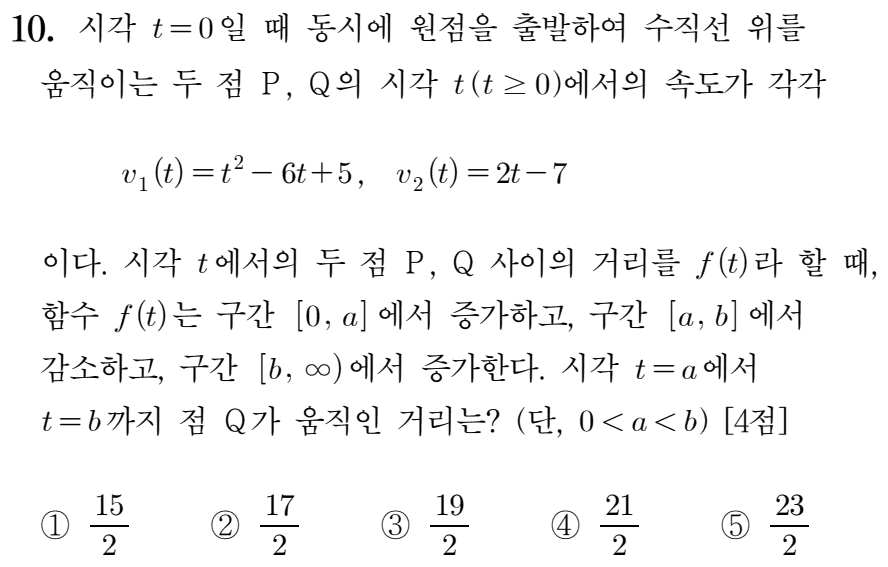 10. 시각 t=0일 때 동시에 원점을 출발하여 수직선 위를
움직이는 두 점 P, Q의 시각 t(t≥0)에서의 속도가 각각
v₁(t)=t²-6t+5, v₂(t)=2t-7
이다. 시각 t에서의 두 점 P, Q 사이의 거리를 f(t)라 할 때,
함수 f(t)는 구간 [0, a]에서 증가하고, 구간 [a, b]에서
감소하고, 구간 [b, ∞)에서 증가한다. 시각 t=a에서
t=b까지 점 Q가 움직인 거리는? (단, 0<a<b) [4점]
① 15/2 ② 17/2 ③ 19/2 ④ 21/2 ⑤ 23/2